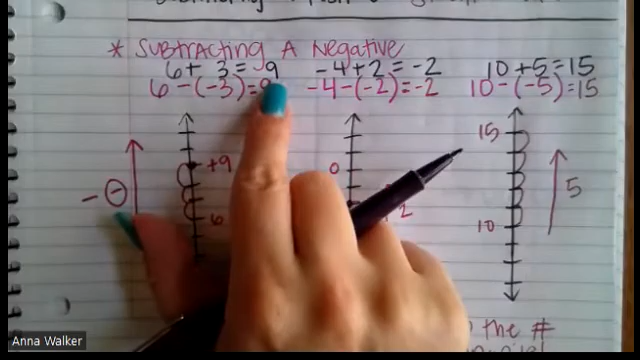 * SUBTRACTING A Negative
6 + 3 = 9 -4+2=-2 10+5=15
6 -(-3)=9 -4-(-2)=-2 10-(-5)=15
15
+9 0
-⊖ 5
6 2 10
the #
Anna Walker